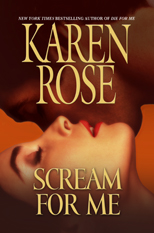 NEW YORK TIMES BESTSELLING AUTHOR OF DIE FOR ME
KAREN
ROSE
SCREAM
FOR ME